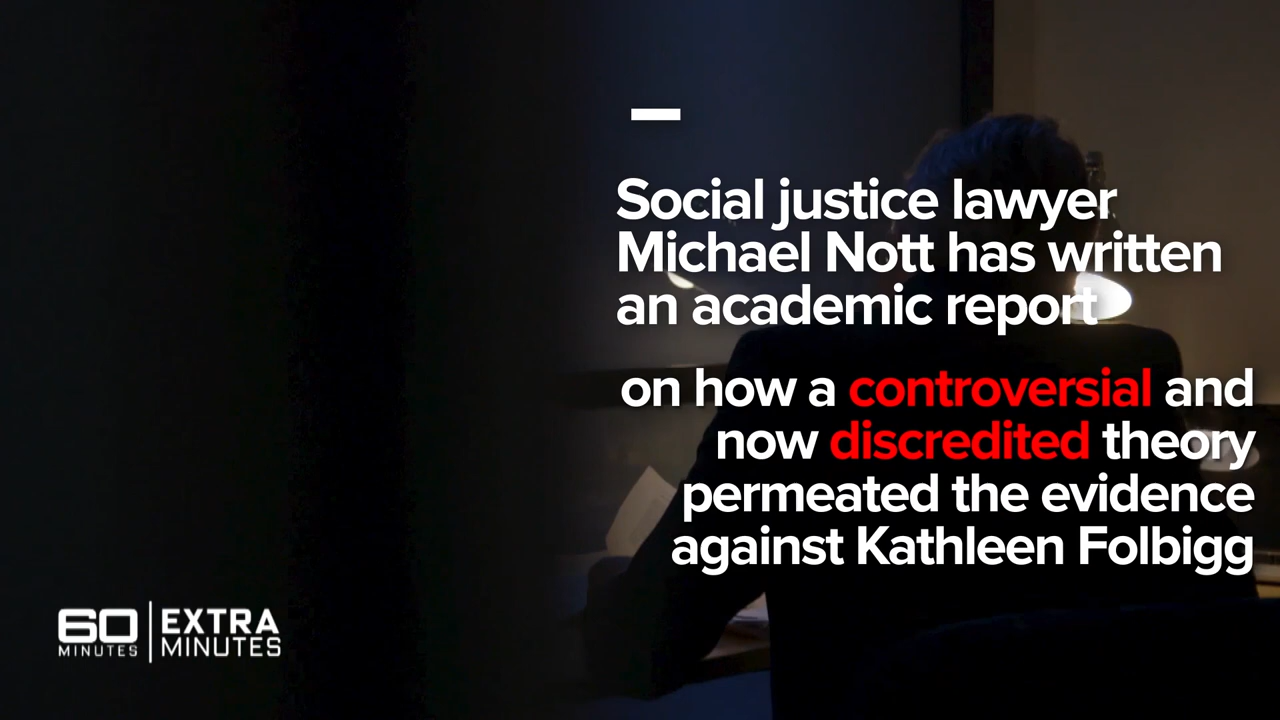 Social justice lawyer
Michael Nott has written
an academic report
on how a controversial and
now discredited theory
permeated the evidence
against Kathleen Folbigg
60 MINUTES | EXTRA MINUTES